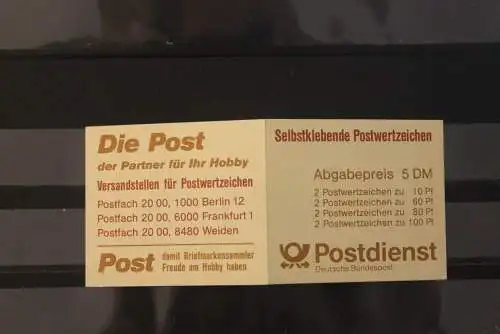 Die Post
der Partner für Ihr Hobby
Versandstellen für Postwertzeichen
Postfach 20 00, 1000 Berlin 12
Postfach 20 00, 6000 Frankfurt 1
Postfach 20 00, 8480 Weiden
Post damit Briefmarkensammler
Freude am Hobby haben
Selbstklebende Postwertzeichen
Abgabepreis 5 DM
2 Postwertzeichen zu 10 Pf
2 Postwertzeichen zu 60 Pf
2 Postwertzeichen zu 80 Pf
2 Postwertzeichen zu 100 Pf
Postdienst
Deutsche Bundespost